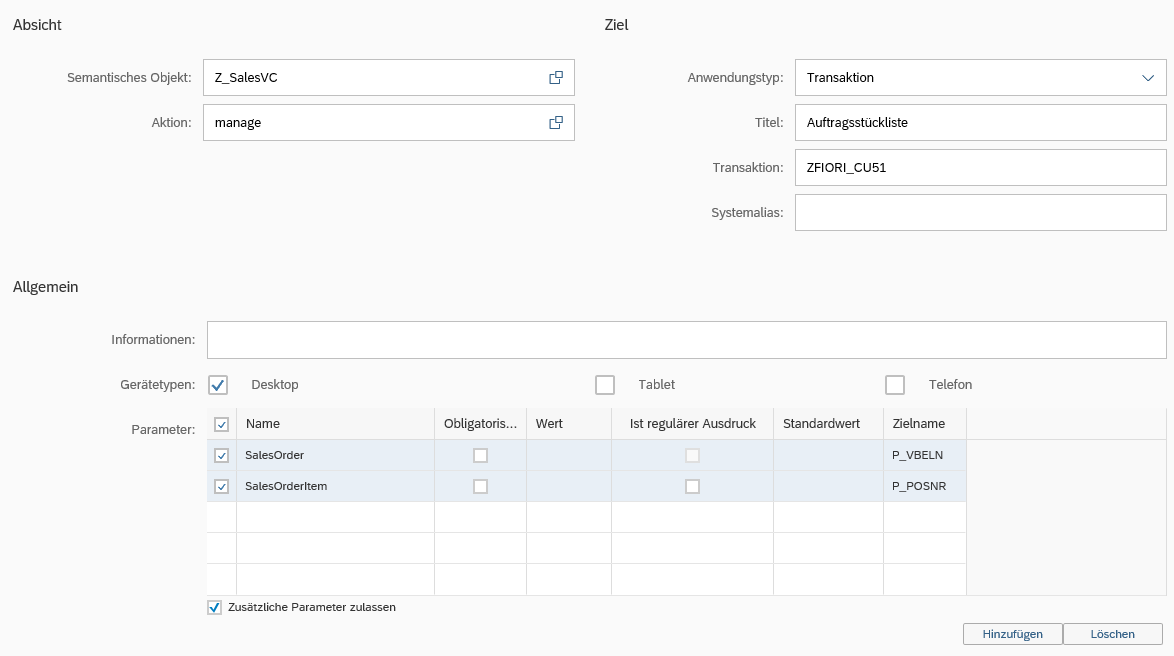 Absicht
Ziel
Semantisches Objekt: Z_SalesVC
Anwendungstyp: Transaktion
Aktion: manage
Titel: Auftragsstückliste
Transaktion: ZFIORI_CU51
Systemalias:
Allgemein
Informationen:
Gerätetypen: Desktop Tablet Telefon
Parameter: Name Obligatoris... Wert Ist regulärer Ausdruck Standardwert Zielname
SalesOrder P_VBELN
SalesOrderItem P_POSNR
Zusätzliche Parameter zulassen
Hinzufügen Löschen